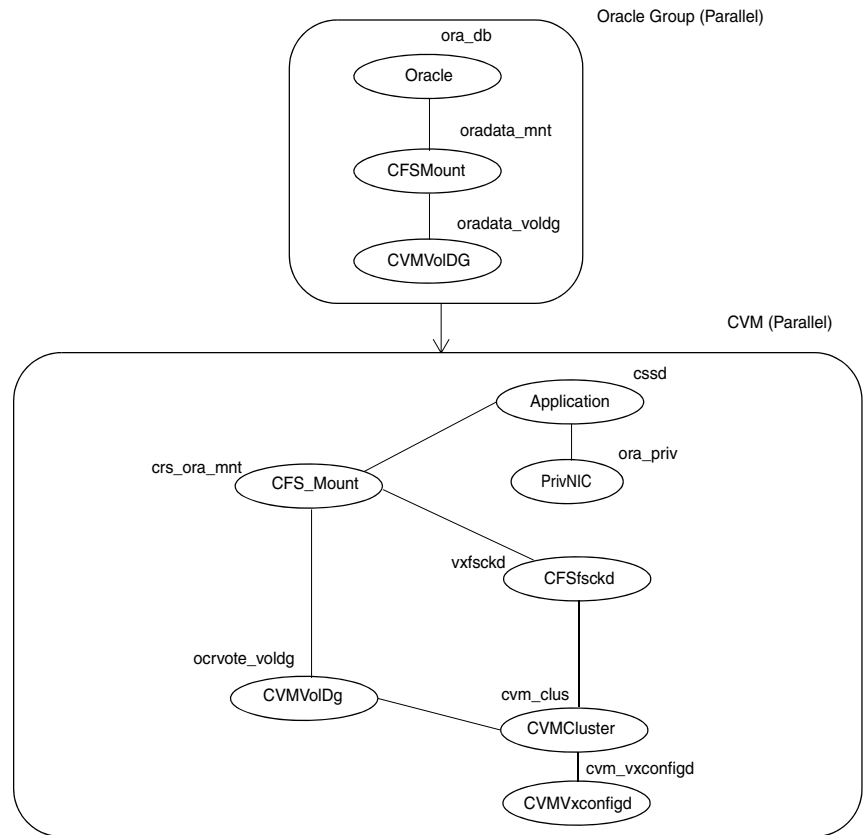 Oracle Group (Parallel)
ora_db
Oracle
oradata_mnt
CFSMount
oradata_voldg
CVMVolDG
CVM (Parallel)
cssd
Application
ora_priv
crs_ora_mnt
CFS_Mount
PrivNIC
vxfsckd
CFSfsckd
ocrvote_voldg
CVMVolDg
cvm_clus
CVMCluster
cvm_vxconfigd
CVMVxconfigd